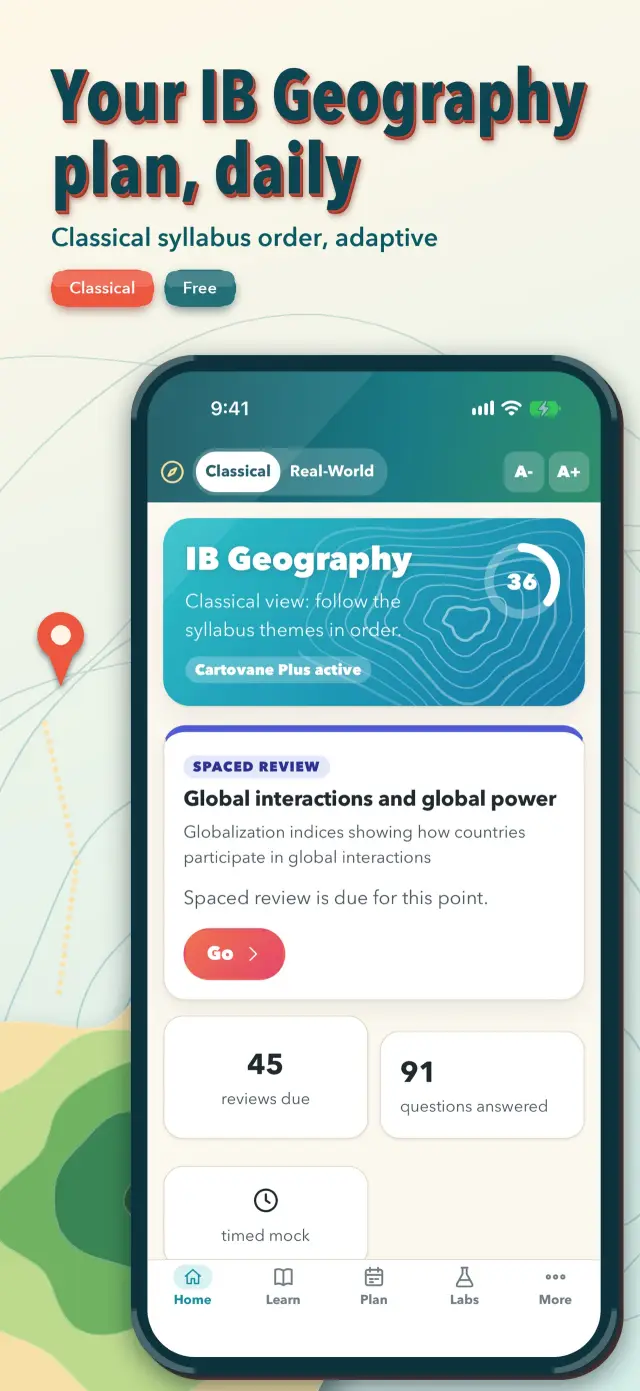 Your IB Geography
plan, daily
Classical syllabus order, adaptive
Classical
Free
9:41
Classical
Real-World
A-
A+
IB Geography
36
Classical view: follow the
syllabus themes in order.
Cartovane Plus active
SPACED REVIEW
Global interactions and global power
Globalization indices showing how countries
participate in global interactions
Spaced review is due for this point.
Go
45
reviews due
91
questions answered
timed mock
Home
Learn
Plan
Labs
More